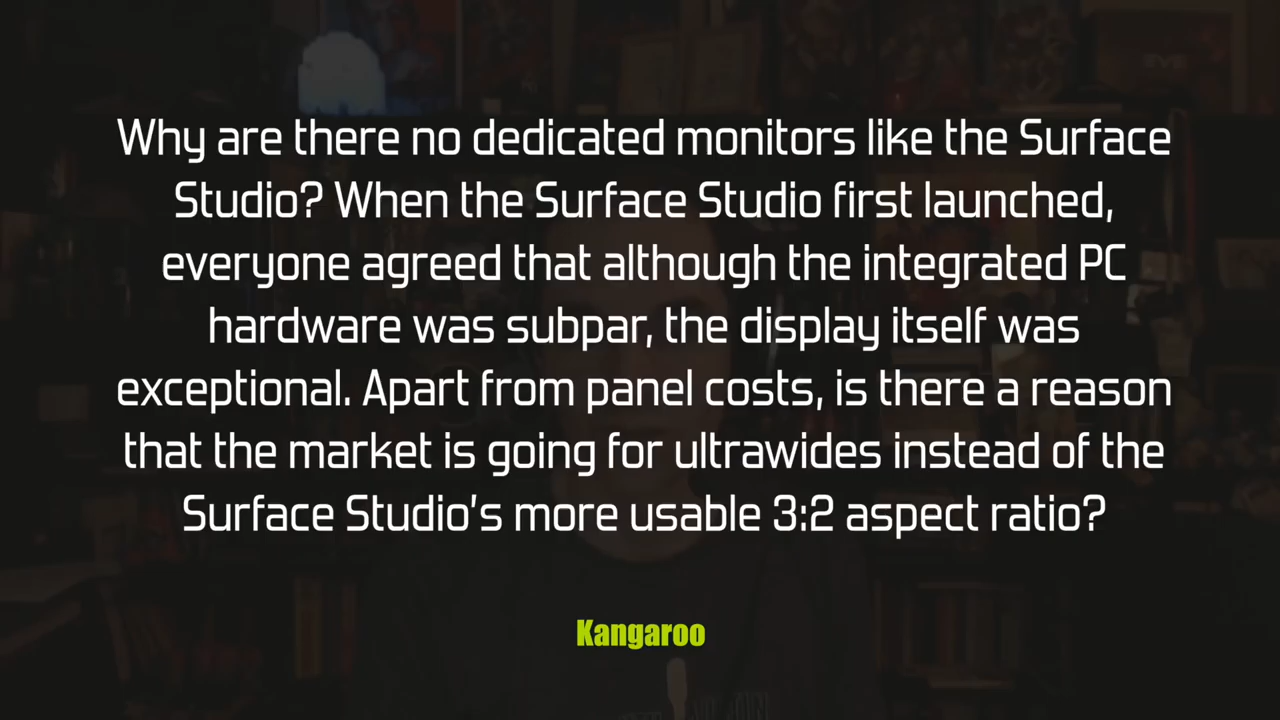 Why are there no dedicated monitors like the Surface
Studio? When the Surface Studio first launched,
everyone agreed that although the integrated PC
hardware was subpar, the display itself was
exceptional. Apart from panel costs, is there a reason
that the market is going for ultrawides instead of the
Surface Studio's more usable 3:2 aspect ratio?
Kangaroo